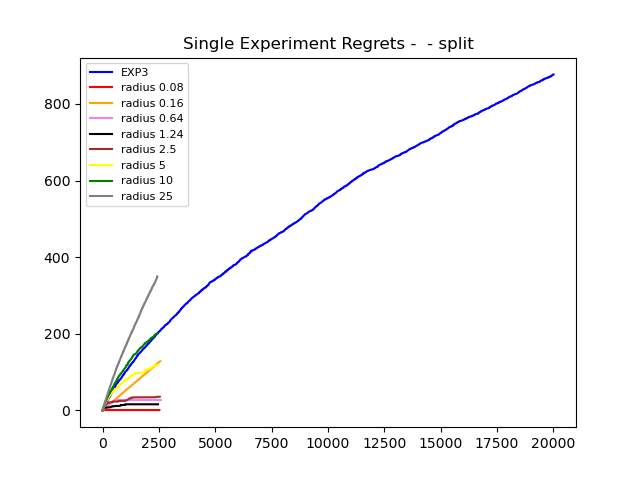 Single Experiment Regrets -  - split
EXP3
radius 0.08
radius 0.16
radius 0.64
radius 1.24
radius 2.5
radius 5
radius 10
radius 25
800
600
400
200
0
0 2500 5000 7500 10000 12500 15000 17500 20000